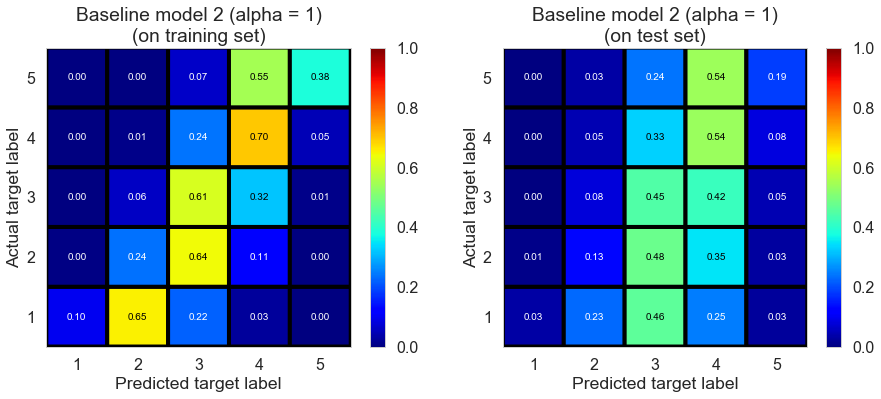 Baseline model 2 (alpha = 1)
(on training set)
Actual target label
5
0.00 0.00 0.07 0.55 0.38
4
0.00 0.01 0.24 0.70 0.05
3
0.00 0.06 0.61 0.32 0.01
2
0.00 0.24 0.64 0.11 0.00
1
0.10 0.65 0.22 0.03 0.00
1 2 3 4 5
Predicted target label
1.0
0.8
0.6
0.4
0.2
0.0
Baseline model 2 (alpha = 1)
(on test set)
Actual target label
5
0.00 0.03 0.24 0.54 0.19
4
0.00 0.05 0.33 0.54 0.08
3
0.00 0.08 0.45 0.42 0.05
2
0.01 0.13 0.48 0.35 0.03
1
0.03 0.23 0.46 0.25 0.03
1 2 3 4 5
Predicted target label
1.0
0.8
0.6
0.4
0.2
0.0